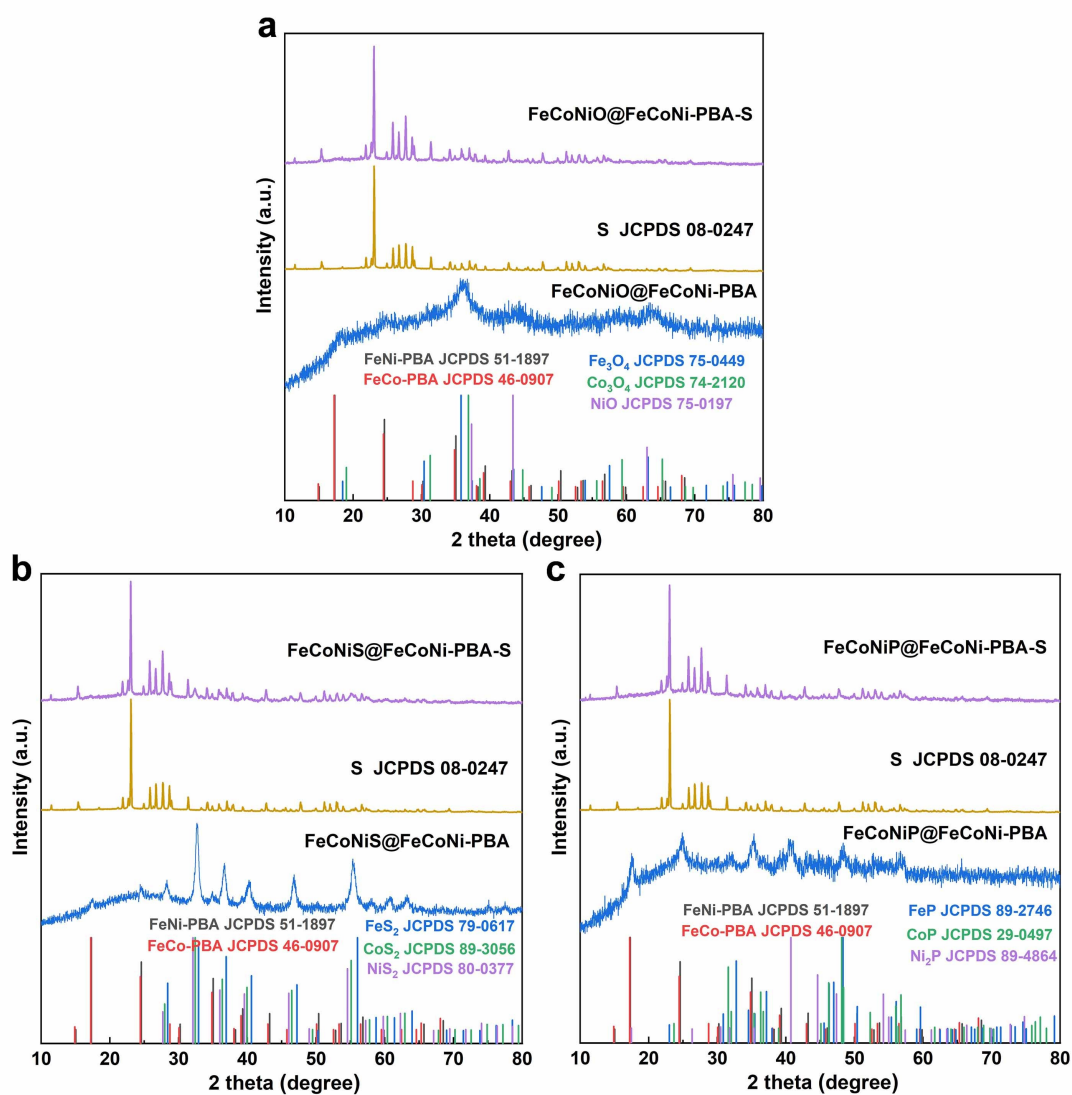 a
FeCoNiO@FeCoNi-PBA-S
S JCPDS 08-0247
FeCoNiO@FeCoNi-PBA
FeNi-PBA JCPDS 51-1897
FeCo-PBA JCPDS 46-0907
Fe₃O₄ JCPDS 75-0449
Co₃O₄ JCPDS 74-2120
NiO JCPDS 75-0197
Intensity (a.u.)
10 20 30 40 50 60 70 80
2 theta (degree)
b
FeCoNiS@FeCoNi-PBA-S
S JCPDS 08-0247
FeCoNiS@FeCoNi-PBA
FeNi-PBA JCPDS 51-1897
FeCo-PBA JCPDS 46-0907
FeS₂ JCPDS 79-0617
CoS₂ JCPDS 89-3056
NiS₂ JCPDS 80-0377
Intensity (a.u.)
10 20 30 40 50 60 70 80
2 theta (degree)
c
FeCoNiP@FeCoNi-PBA-S
S JCPDS 08-0247
FeCoNiP@FeCoNi-PBA
FeNi-PBA JCPDS 51-1897
FeCo-PBA JCPDS 46-0907
FeP JCPDS 89-2746
CoP JCPDS 29-0497
Ni₂P JCPDS 89-4864
Intensity (a.u.)
10 20 30 40 50 60 70 80
2 theta (degree)